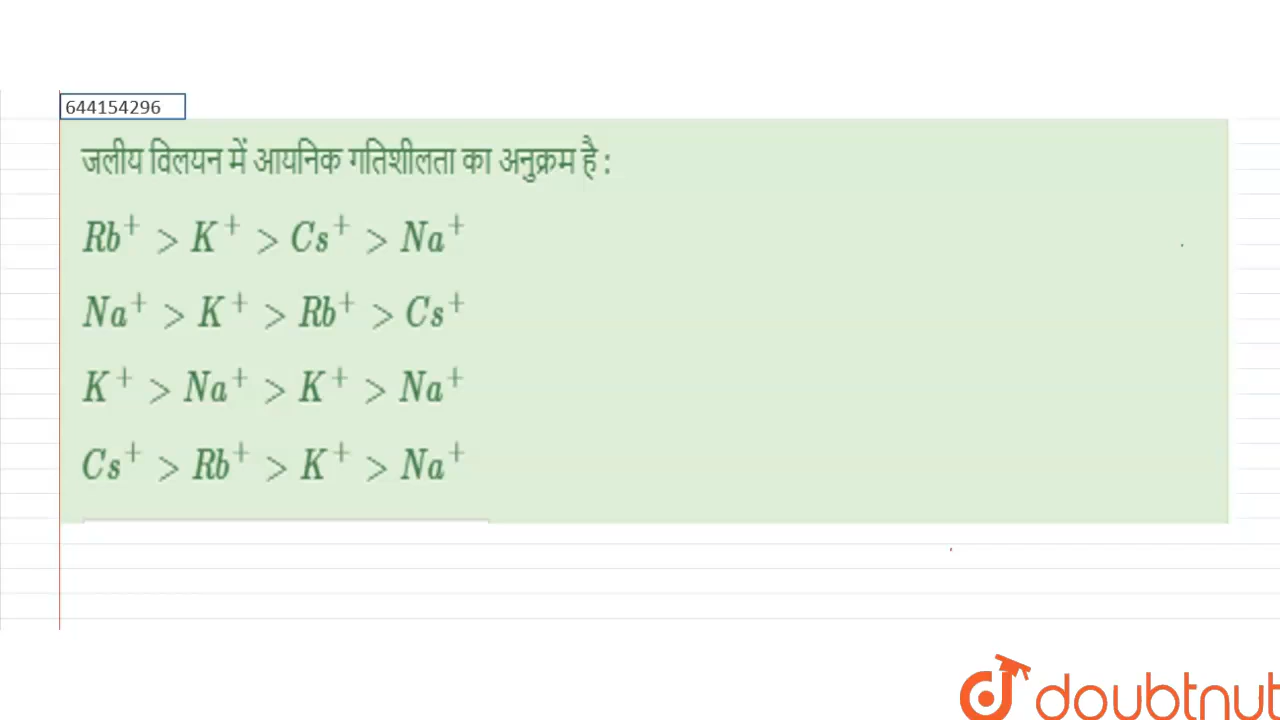 644154296
जलीय विलयन में आयनिक गतिशीलता का अनुक्रम है :
Rb⁺ > K⁺ > Cs⁺ > Na⁺
Na⁺ > K⁺ > Rb⁺ > Cs⁺
K⁺ > Na⁺ > K⁺ > Na⁺
Cs⁺ > Rb⁺ > K⁺ > Na⁺
doubtnut